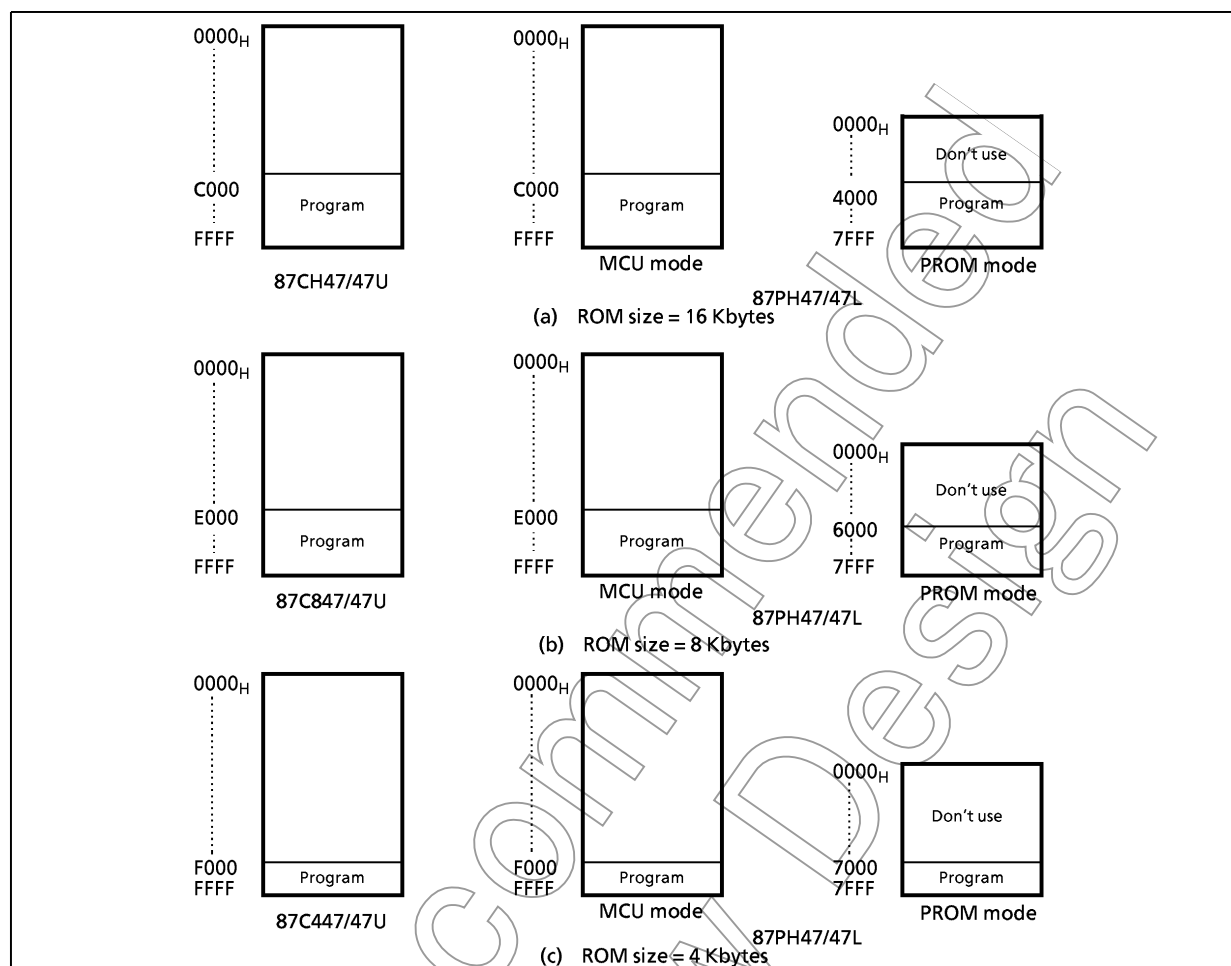 0000H
C000
FFFF
Program
87CH47/47U
0000H
C000
FFFF
Program
MCU mode
0000H
4000
7FFF
Don't use
Program
PROM mode
87PH47/47L
(a) ROM size = 16 Kbytes
0000H
E000
FFFF
Program
87C847/47U
0000H
E000
FFFF
Program
MCU mode
0000H
6000
7FFF
Don't use
Program
PROM mode
87PH47/47L
(b) ROM size = 8 Kbytes
0000H
F000
FFFF
Program
87C447/47U
0000H
F000
FFFF
Program
MCU mode
0000H
7000
7FFF
Don't use
Program
PROM mode
87PH47/47L
(c) ROM size = 4 Kbytes
commended
Design